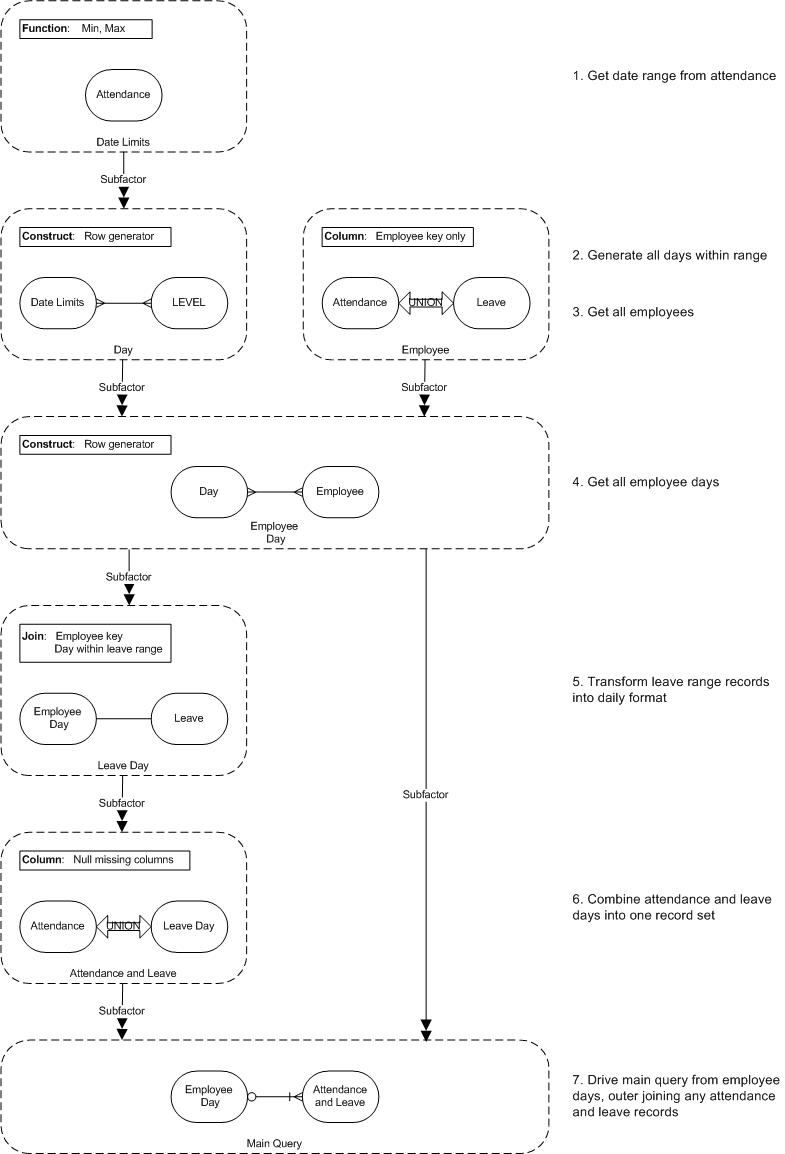 Function: Min, Max
Attendance
Date Limits
1. Get date range from attendance
Subfactor
Construct: Row generator
Date Limits
LEVEL
Day
Column: Employee key only
Attendance
UNION
Leave
Employee
2. Generate all days within range
3. Get all employees
Subfactor
Subfactor
Construct: Row generator
Day
Employee
Employee
Day
4. Get all employee days
Subfactor
Join: Employee key
Day within leave range
Employee
Day
Leave
Leave Day
5. Transform leave range records
into daily format
Subfactor
Subfactor
Column: Null missing columns
Attendance
UNION
Leave Day
Attendance and Leave
6. Combine attendance and leave
days into one record set
Subfactor
Employee
Day
Attendance
and Leave
Main Query
7. Drive main query from employee
days, outer joining any attendance
and leave records